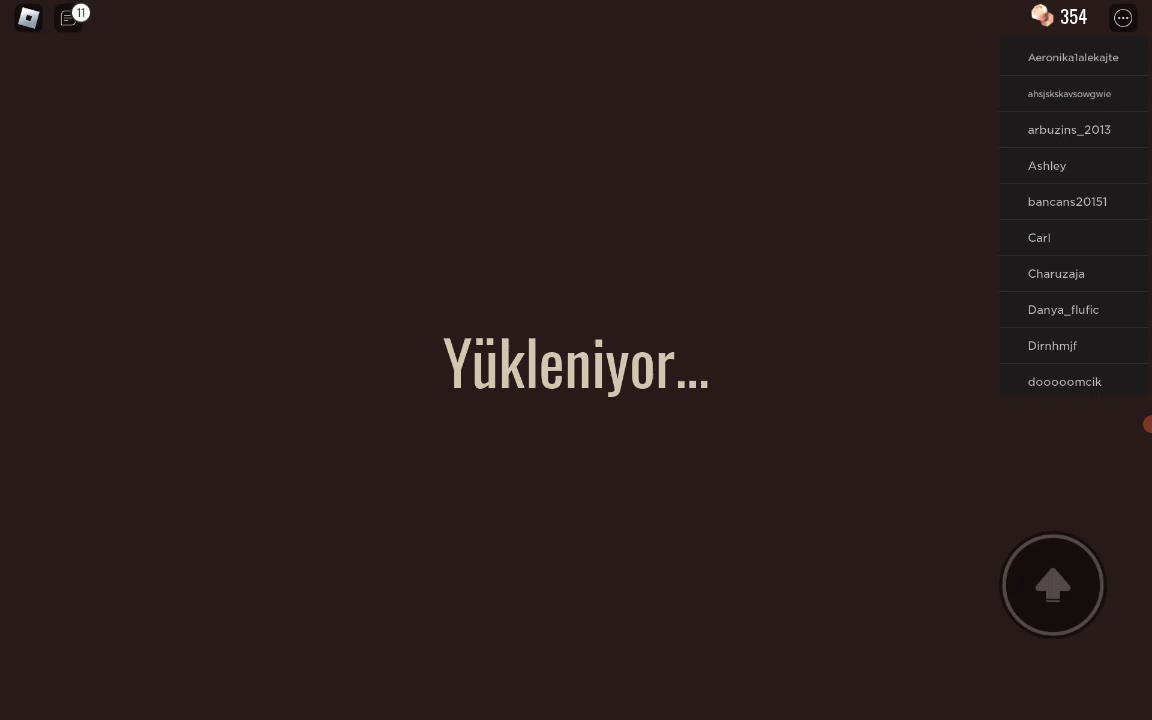 11
354
Aeronika1alekajte
ahsjskskavsowgwie
arbuzins_2013
Ashley
bancans20151
Carl
Charuzaja
Danya_flufic
Dirnhmjf
dooooomcik
Yükleniyor...